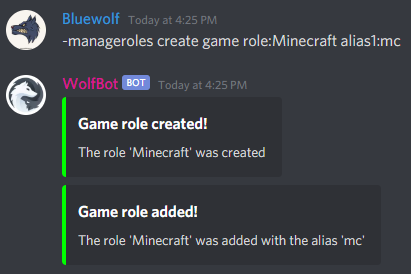 Bluewolf Today at 4:25 PM
-manageroles create game role:Minecraft alias1:mc
WolfBot BOT Today at 4:25 PM
Game role created!
The role 'Minecraft' was created
Game role added!
The role 'Minecraft' was added with the alias 'mc'